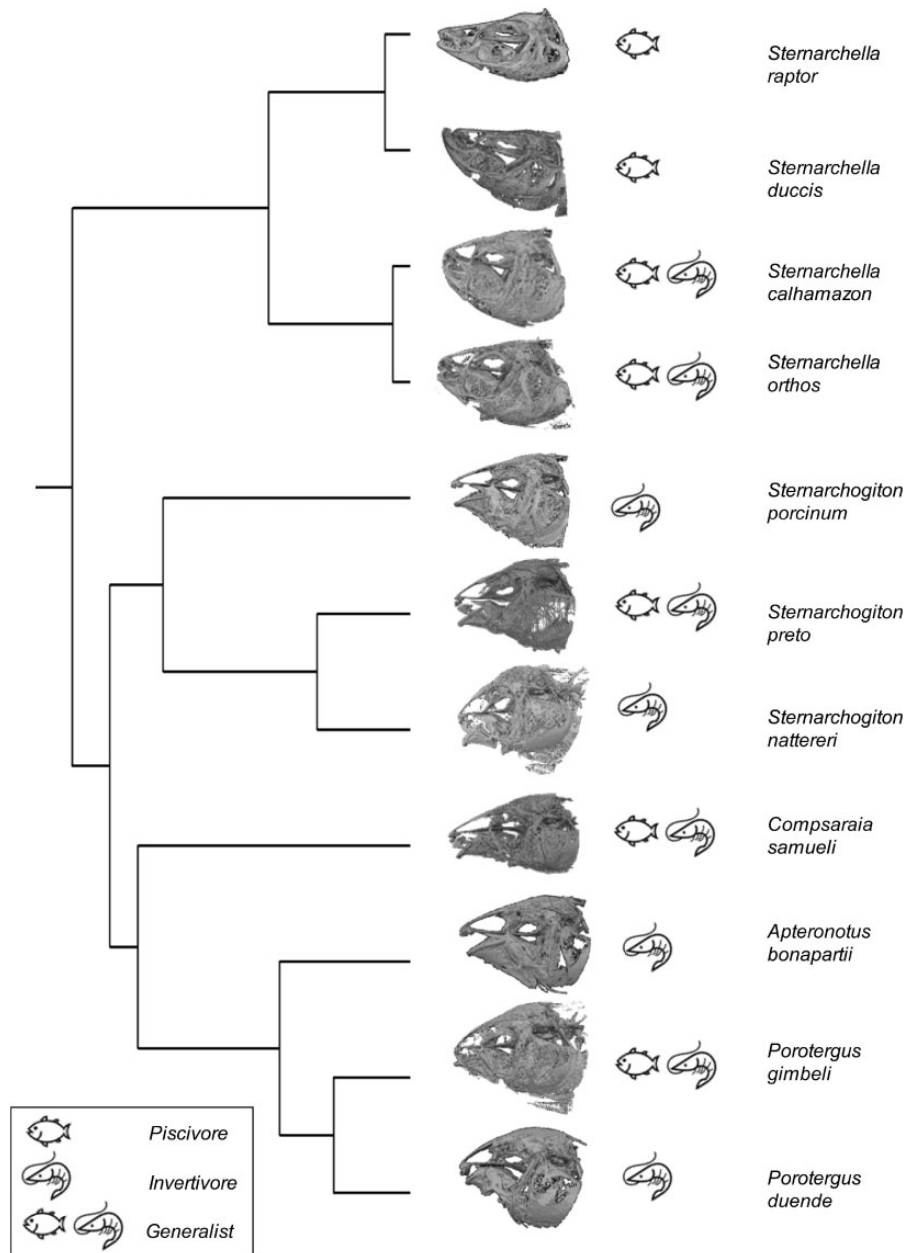 Sternarchella
raptor
Sternarchella
duccis
Sternarchella
calhamazon
Sternarchella
orthos
Sternarchogiton
porcinum
Sternarchogiton
preto
Sternarchogiton
nattereri
Compsaraia
samueli
Apteronotus
bonapartii
Porotergus
gimbeli
Porotergus
duende
Piscivore
Invertivore
Generalist